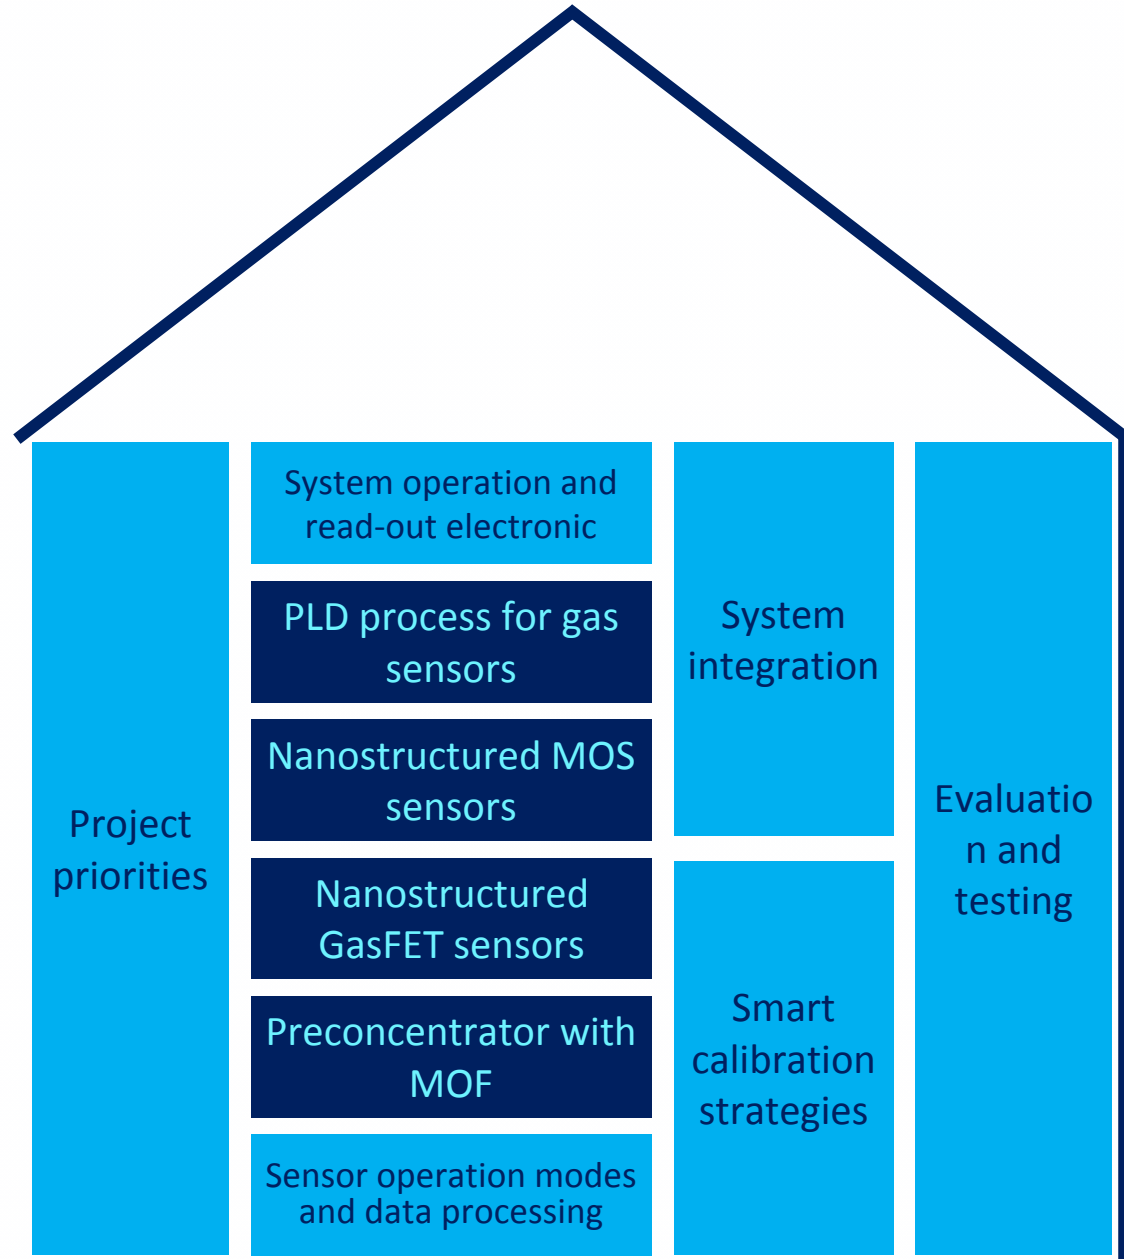 Project
priorities
System operation and
read-out electronic
PLD process for gas
sensors
Nanostructured MOS
sensors
Nanostructured
GasFET sensors
Preconcentrator with
MOF
Sensor operation modes
and data processing
System
integration
Smart
calibration
strategies
Evaluatio
n and
testing